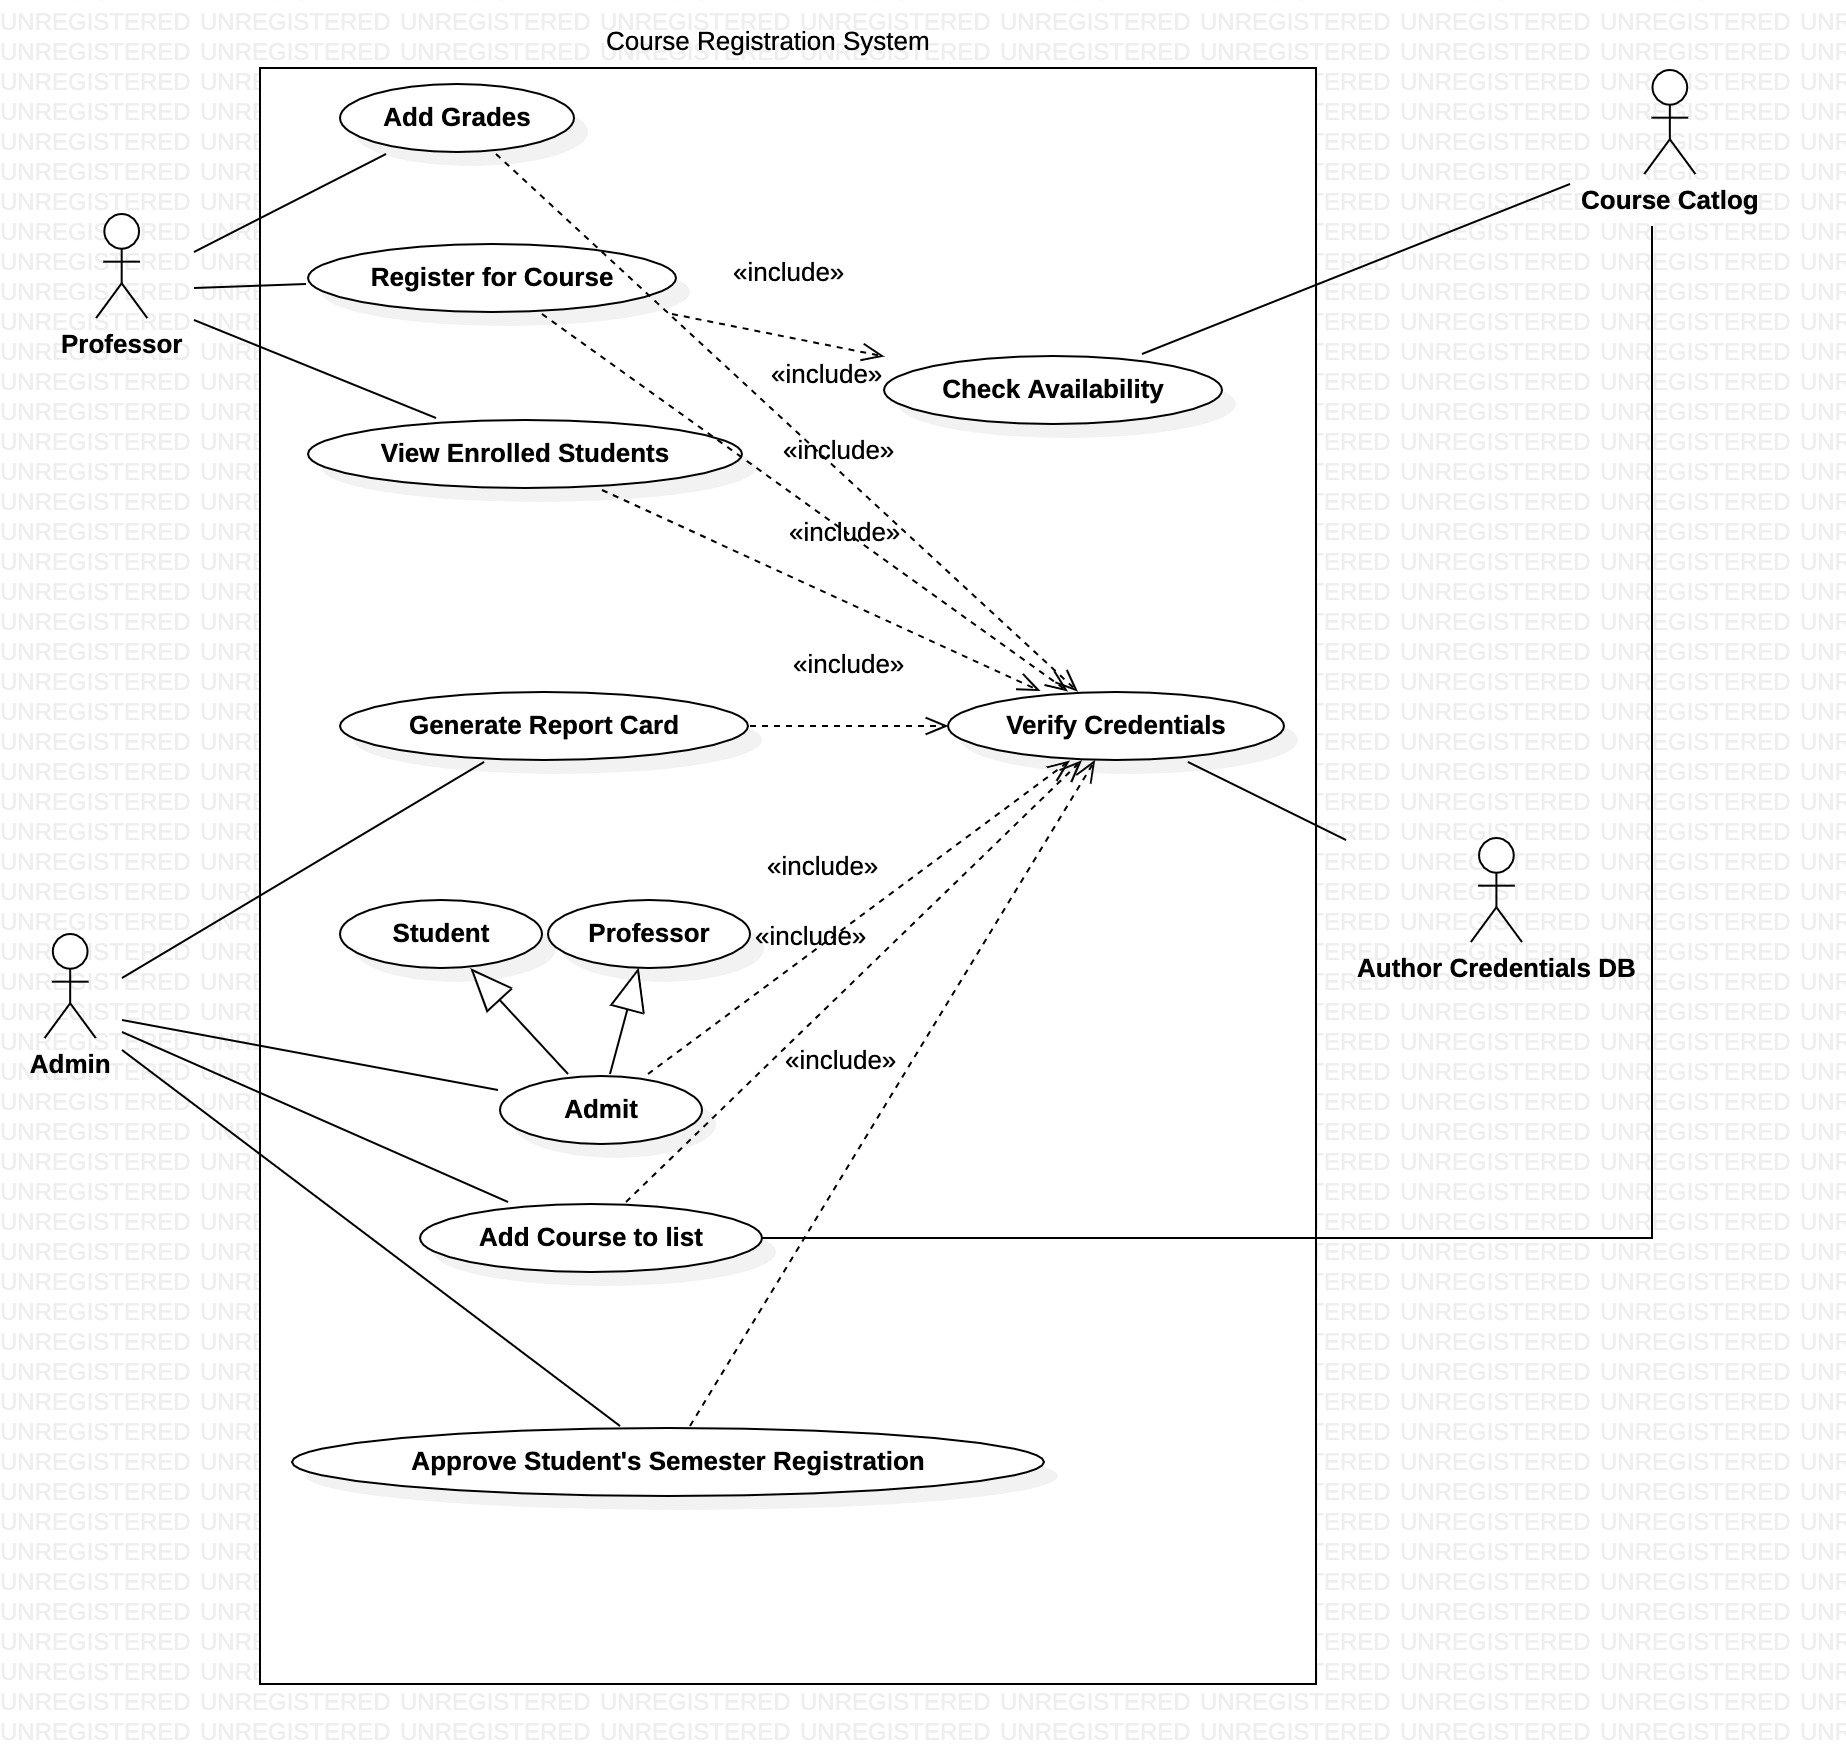 Course Registration System
Add Grades
Course Catlog
Register for Course
«include»
Professor
«include»
Check Availability
«include»
View Enrolled Students
«include»
«include»
Generate Report Card
Verify Credentials
«include»
Student
Professor
«include»
Author Credentials DB
Admin
«include»
Admit
Add Course to list
Approve Student's Semester Registration
UNREGISTERED